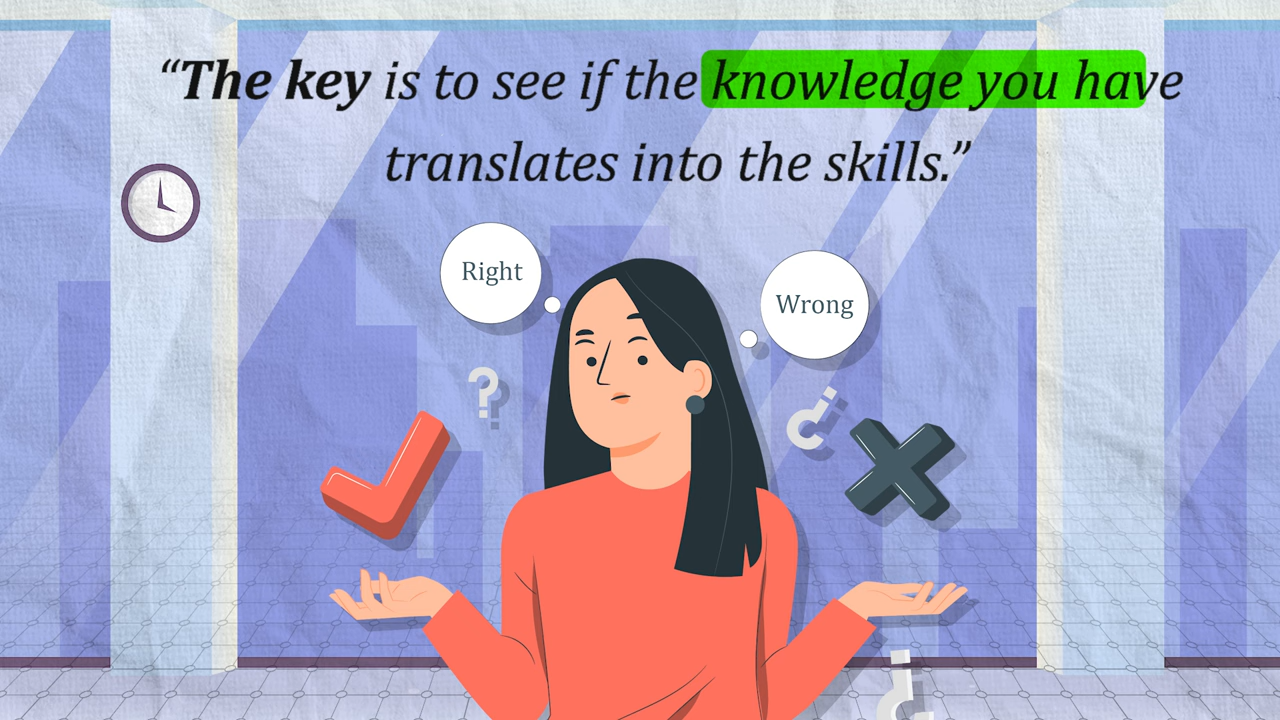 “The key is to see if the knowledge you have
translates into the skills.”
Right
Wrong
?
?
?